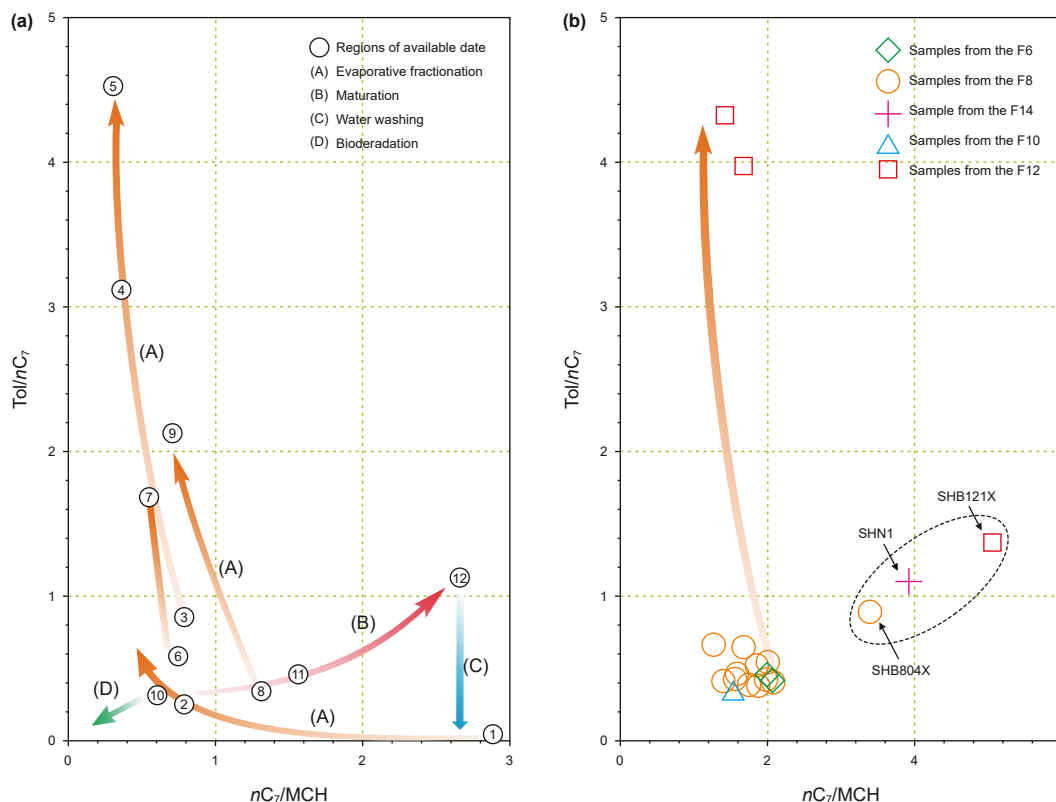 (a)
Regions of available date
(A) Evaporative fractionation
(B) Maturation
(C) Water washing
(D) Bioderadation
5
4
3
2
1
0
Tol/nC₇
0 1 2 3
nC₇/MCH
5
4
(A)
9
7
(A)
3
6
12
(B)
(C)
11
8
(D)
10
2
(A)
1
(b)
Samples from the F6
Samples from the F8
Sample from the F14
Samples from the F10
Samples from the F12
5
4
3
2
1
0
Tol/nC₇
0 2 4
nC₇/MCH
SHB121X
SHN1
SHB804X